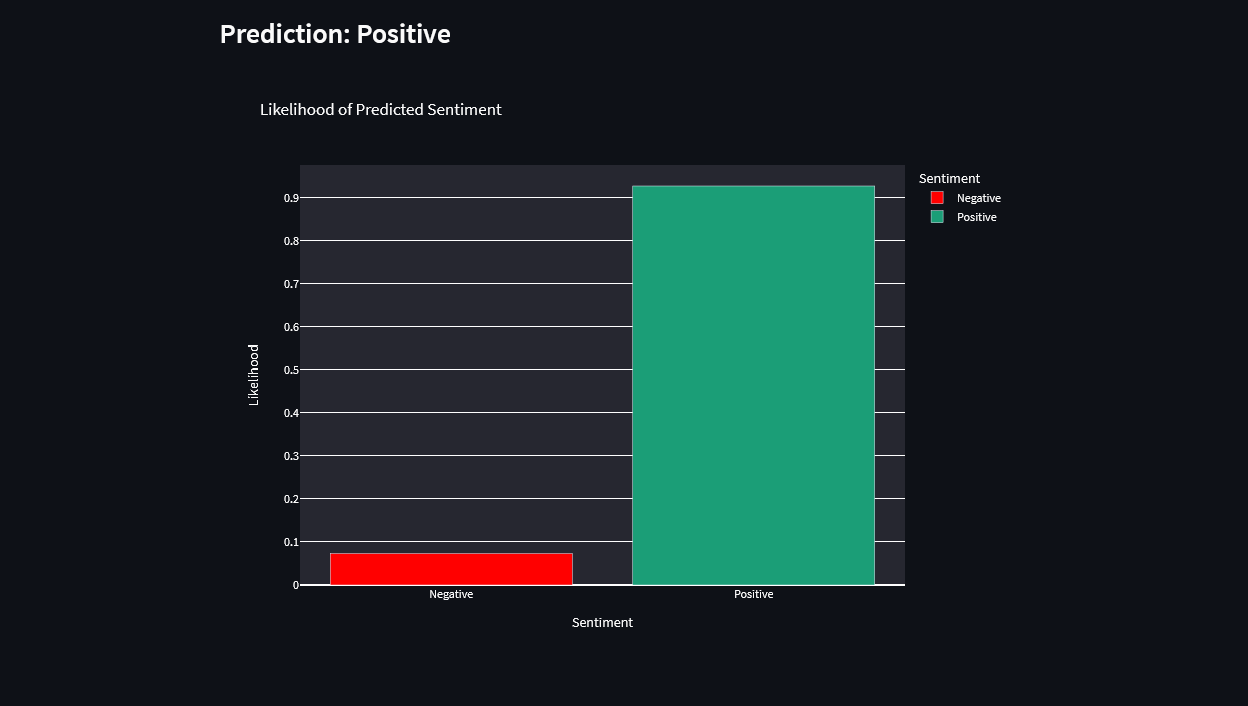 Prediction: Positive
Likelihood of Predicted Sentiment
Sentiment
Negative
Positive
0.9
0.8
0.7
0.6
0.5
0.4
0.3
0.2
0.1
0
Likelihood
Negative
Positive
Sentiment